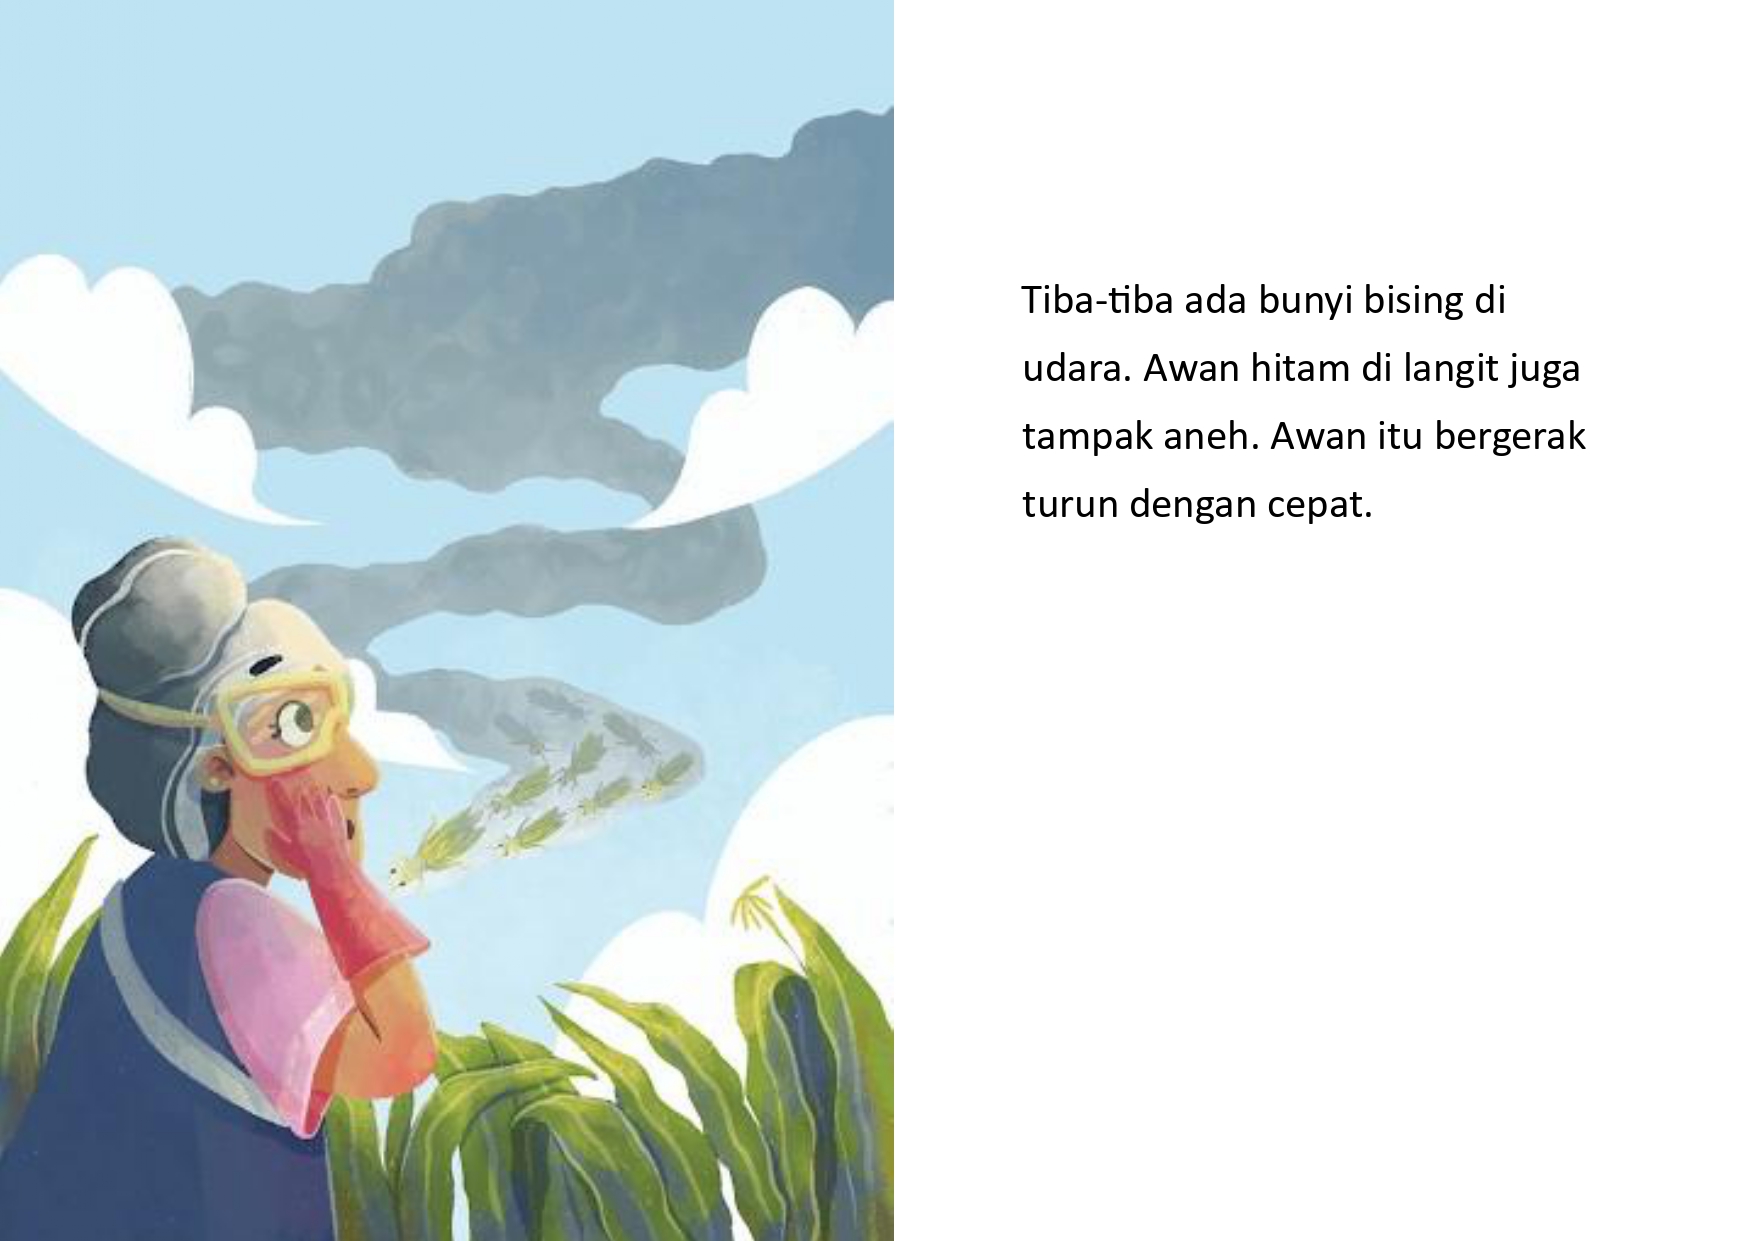 Tiba-tiba ada bunyi bising di
udara. Awan hitam di langit juga
tampak aneh. Awan itu bergerak
turun dengan cepat.